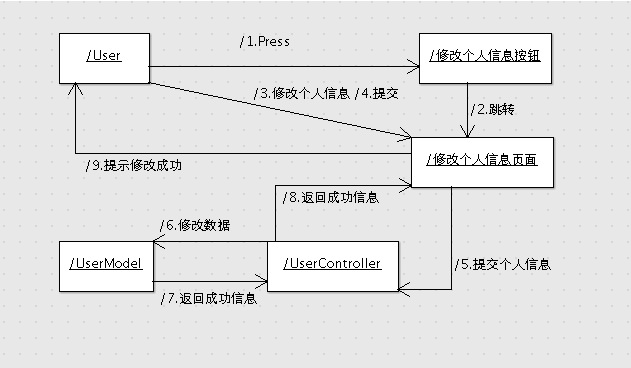 /1.Press
/User
/修改个人信息按钮
/3.修改个人信息 /4.提交
/2.跳转
/9.提示修改成功
/修改个人信息页面
/8.返回成功信息
/6.修改数据
/UserModel
/UserController
/5.提交个人信息
/7.返回成功信息